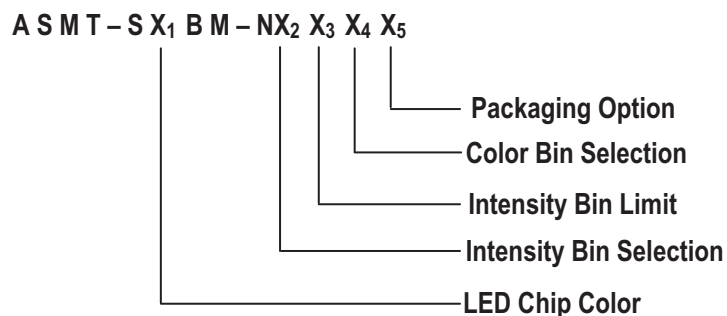 A S M T – S X₁ B M – NX₂ X₃ X₄ X₅
Packaging Option
Color Bin Selection
Intensity Bin Limit
Intensity Bin Selection
LED Chip Color